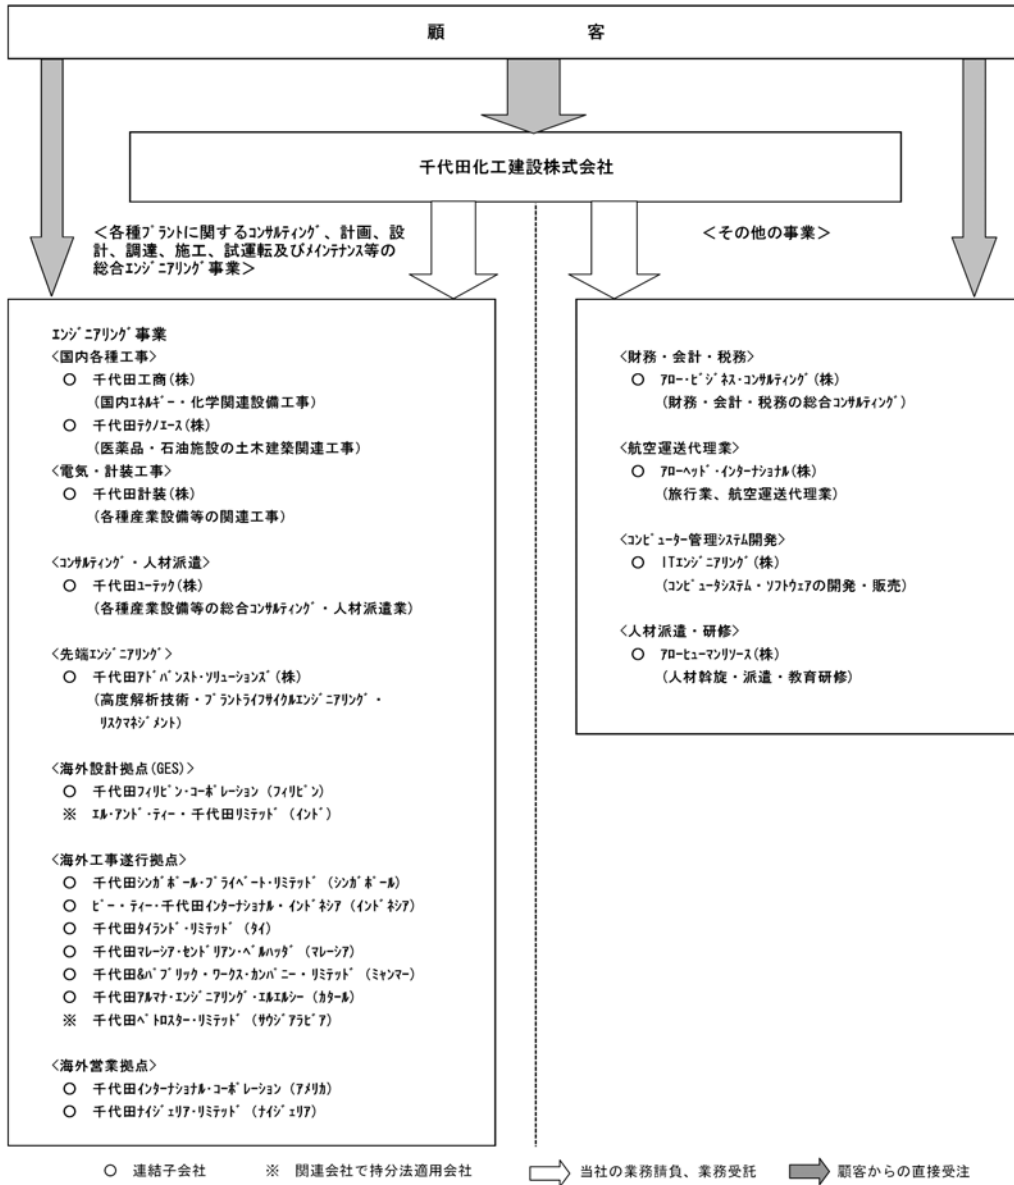 顧 客
千代田化工建設株式会社
＜各種ﾌﾟﾗﾝﾄに関するｺﾝｻﾙﾃｨﾝｸﾞ、計画、設
計、調達、施工、試運転及びﾒｲﾝﾃﾅﾝｽ等の
総合ｴﾝｼﾞﾆｱﾘﾝｸﾞ事業＞
＜その他の事業＞
ｴﾝｼﾞﾆｱﾘﾝｸﾞ事業
<国内各種工事>
○ 千代田工商(株)
(国内ｴﾈﾙｷﾞｰ・化学関連設備工事)
○ 千代田ﾃｸﾉｴｰｽ(株)
(医薬品・石油施設の土木建築関連工事)
<電気・計装工事>
○ 千代田計装(株)
(各種産業設備等の関連工事)
<ｺﾝｻﾙﾃｨﾝｸﾞ・人材派遣>
○ 千代田ﾕｰﾃｯｸ(株)
(各種産業設備等の総合ｺﾝｻﾙﾃｨﾝｸﾞ・人材派遣業)
<先端ｴﾝｼﾞﾆｱﾘﾝｸﾞ>
○ 千代田ｱﾄﾞﾊﾞﾝｽﾄ・ｿﾘｭｰｼｮﾝｽﾞ(株)
(高度解析技術・ﾌﾟﾗﾝﾄﾗｲﾌｻｲｸﾙｴﾝｼﾞﾆｱﾘﾝｸﾞ・
ﾘｽｸﾏﾈｼﾞﾒﾝﾄ)
<海外設計拠点(GES)>
○ 千代田ﾌｨﾘﾋﾟﾝ・ｺｰﾎﾟﾚｰｼｮﾝ (ﾌｨﾘﾋﾟﾝ)
※ ｴﾙ・ｱﾝﾄﾞ・ﾃｨｰ・千代田ﾘﾐﾃｯﾄﾞ (ｲﾝﾄﾞ)
<海外工事遂行拠点>
○ 千代田ｼﾝｶﾞﾎﾟｰﾙ・ﾌﾟﾗｲﾍﾞｰﾄ・ﾘﾐﾃｯﾄﾞ (ｼﾝｶﾞﾎﾟｰﾙ)
○ ﾋﾟｰ・ﾃｨｰ・千代田ｲﾝﾀｰﾅｼｮﾅﾙ・ｲﾝﾄﾞﾈｼｱ (ｲﾝﾄﾞﾈｼｱ)
○ 千代田ﾀｲﾗﾝﾄﾞ・ﾘﾐﾃｯﾄﾞ (ﾀｲ)
○ 千代田ﾏﾚｰｼｱ・ｾﾝﾄﾞﾘｱﾝ・ﾍﾞﾙﾊｯﾀﾞ (ﾏﾚｰｼｱ)
○ 千代田&ﾊﾟﾌﾞﾘｯｸ・ﾜｰｸｽ・ｶﾝﾊﾟﾆｰ・ﾘﾐﾃｯﾄﾞ (ﾐｬﾝﾏｰ)
○ 千代田ｱﾙﾏﾅ・ｴﾝｼﾞﾆｱﾘﾝｸﾞ・ｴﾙｴﾙｼｰ (ｶﾀｰﾙ)
※ 千代田ﾍﾟﾄﾛｽﾀｰ・ﾘﾐﾃｯﾄﾞ (ｻｳｼﾞｱﾗﾋﾞｱ)
<海外営業拠点>
○ 千代田ｲﾝﾀｰﾅｼｮﾅﾙ・ｺｰﾎﾟﾚｰｼｮﾝ (ｱﾒﾘｶ)
○ 千代田ﾅｲｼﾞｪﾘｱ・ﾘﾐﾃｯﾄﾞ (ﾅｲｼﾞｪﾘｱ)
<財務・会計・税務>
○ ｱﾛｰ・ﾋﾞｼﾞﾈｽ・ｺﾝｻﾙﾃｨﾝｸﾞ(株)
(財務・会計・税務の総合ｺﾝｻﾙﾃｨﾝｸﾞ)
<航空運送代理業>
○ ｱﾛｰﾍｯﾄﾞ・ｲﾝﾀｰﾅｼｮﾅﾙ(株)
(旅行業、航空運送代理業)
<ｺﾝﾋﾟｭｰﾀｰ管理ｼｽﾃﾑ開発>
○ ITｴﾝｼﾞﾆｱﾘﾝｸﾞ(株)
(ｺﾝﾋﾟｭｰﾀｼｽﾃﾑ・ｿﾌﾄｳｪｱの開発・販売)
<人材派遣・研修>
○ ｱﾛｰﾋｭｰﾏﾝﾘｿｰｽ(株)
(人材斡旋・派遣・教育研修)
○ 連結子会社 ※ 関連会社で持分法適用会社 当社の業務請負、業務受託 顧客からの直接受注